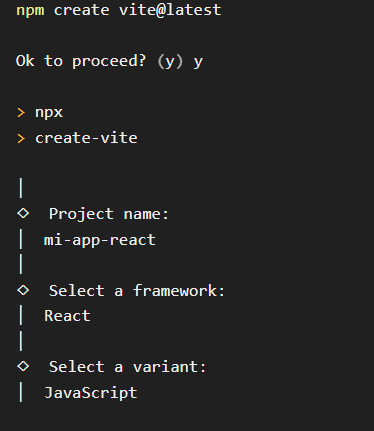 npm create vite@latest
Ok to proceed? (y) y
> npx
> create-vite
│
◇  Project name:
│  mi-app-react
│
◇  Select a framework:
│  React
│
◇  Select a variant:
│  JavaScript